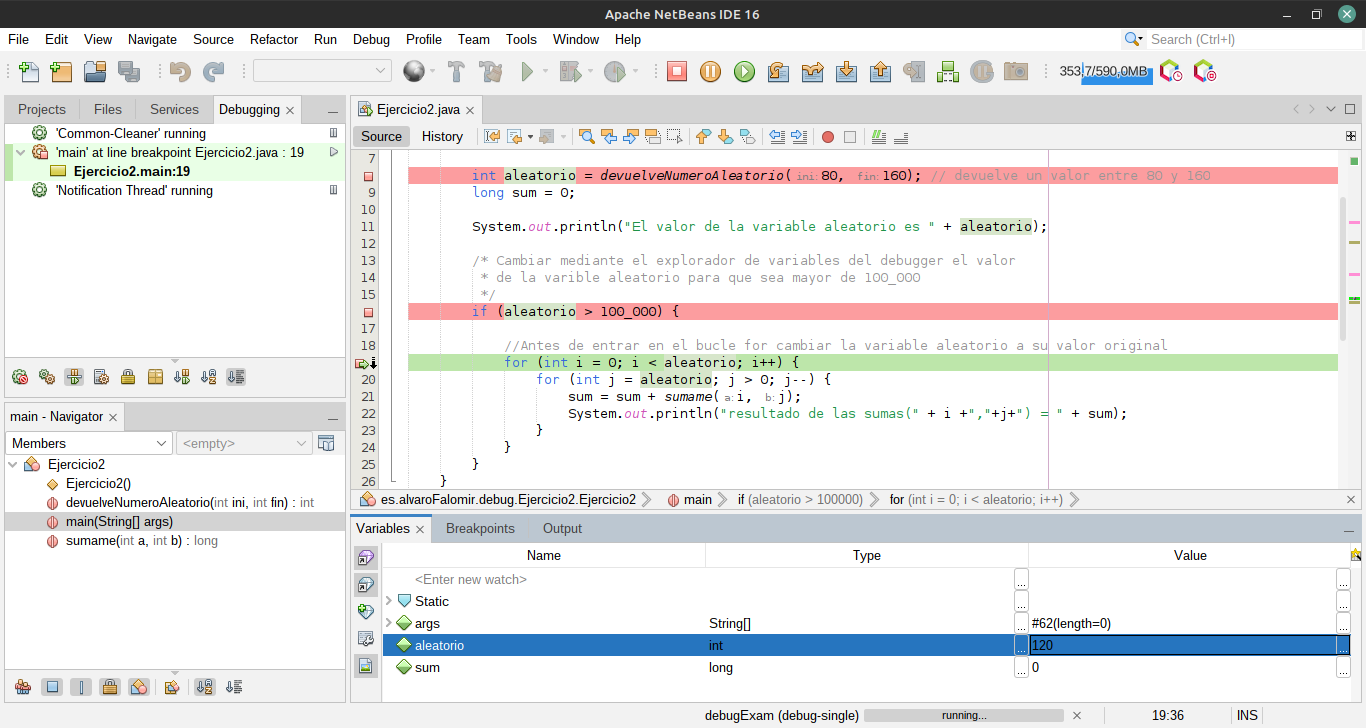 Apache NetBeans IDE 16
File Edit View Navigate Source Refactor Run Debug Profile Team Tools Window Help
Search (Ctrl+I)
353,7/590,0MB
Projects Files Services Debugging
'Common-Cleaner' running
'main' at line breakpoint Ejercicio2.java : 19
Ejercicio2.main:19
'Notification Thread' running
main - Navigator
Members <empty>
Ejercicio2
Ejercicio2()
devuelveNumeroAleatorio(int ini, int fin) : int
main(String[] args)
sumame(int a, int b) : long
Ejercicio2.java
Source History
7
int aleatorio = devuelveNumeroAleatorio( ini: 80, fin: 160); // devuelve un valor entre 80 y 160
9 long sum = 0;
10
11 System.out.println("El valor de la variable aleatorio es " + aleatorio);
12
13 /* Cambiar mediante el explorador de variables del debugger el valor
14 * de la varible aleatorio para que sea mayor de 100_000
15 */
if (aleatorio > 100_000) {
17
18 //Antes de entrar en el bucle for cambiar la variable aleatorio a su valor original
for (int i = 0; i < aleatorio; i++) {
20 for (int j = aleatorio; j > 0; j--) {
21 sum = sum + sumame( a: i, b: j);
22 System.out.println("resultado de las sumas(" + i +","+j+") = " + sum);
23 }
24 }
25 }
26 }
es.alvaroFalomir.debug.Ejercicio2.Ejercicio2 main if (aleatorio > 100000) for (int i = 0; i < aleatorio; i++)
Variables Breakpoints Output
Name Type Value
<Enter new watch> ... ...
Static ... ...
args String[] ... #62(length=0) ...
aleatorio int ... 120 ...
sum long ... 0 ...
debugExam (debug-single) running... 19:36 INS